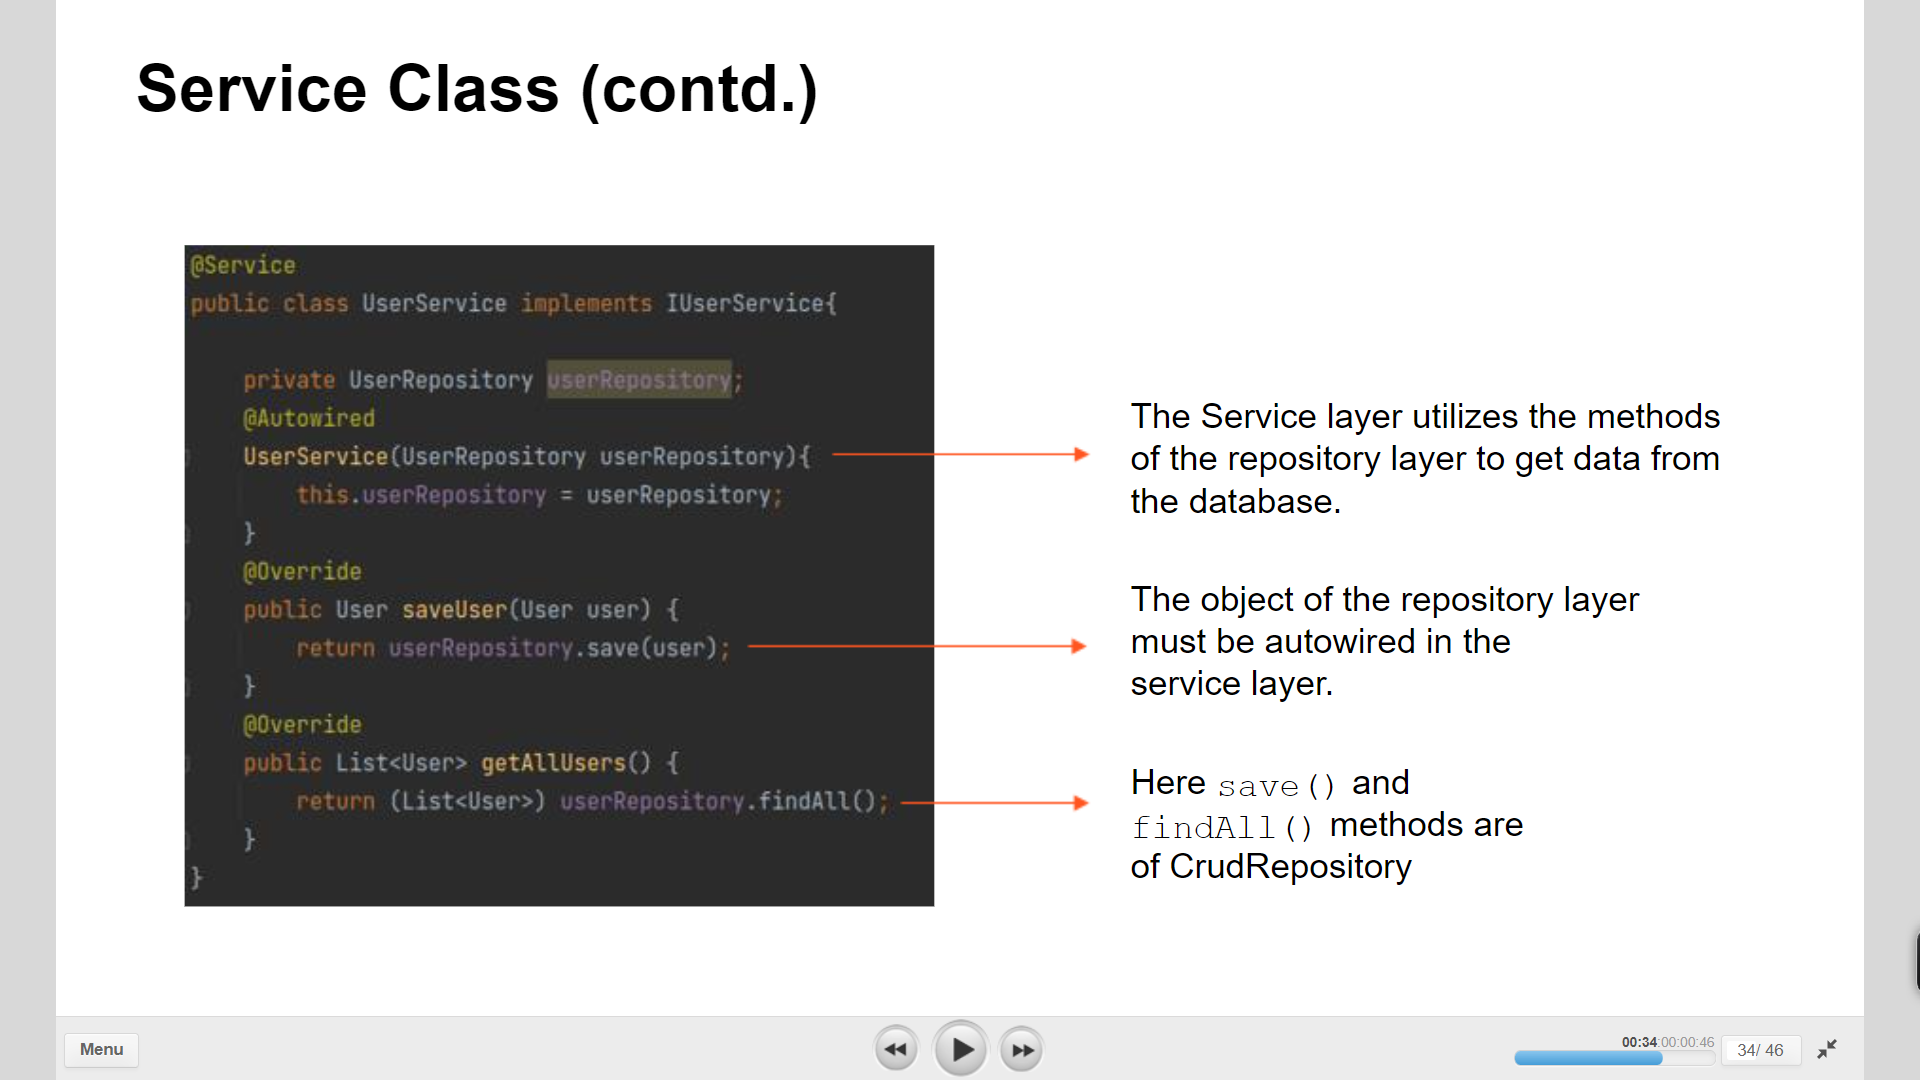 Service Class (contd.)
@Service
public class UserService implements IUserService{
private UserRepository userRepository;
@Autowired
UserService(UserRepository userRepository){
this.userRepository = userRepository;
}
@Override
public User saveUser(User user) {
return userRepository.save(user);
}
@Override
public List<User> getAllUsers() {
return (List<User>) userRepository.findAll();
}
}
The Service layer utilizes the methods
of the repository layer to get data from
the database.
The object of the repository layer
must be autowired in the
service layer.
Here save() and
findAll() methods are
of CrudRepository
Menu
00:34:00:00:46
34/ 46